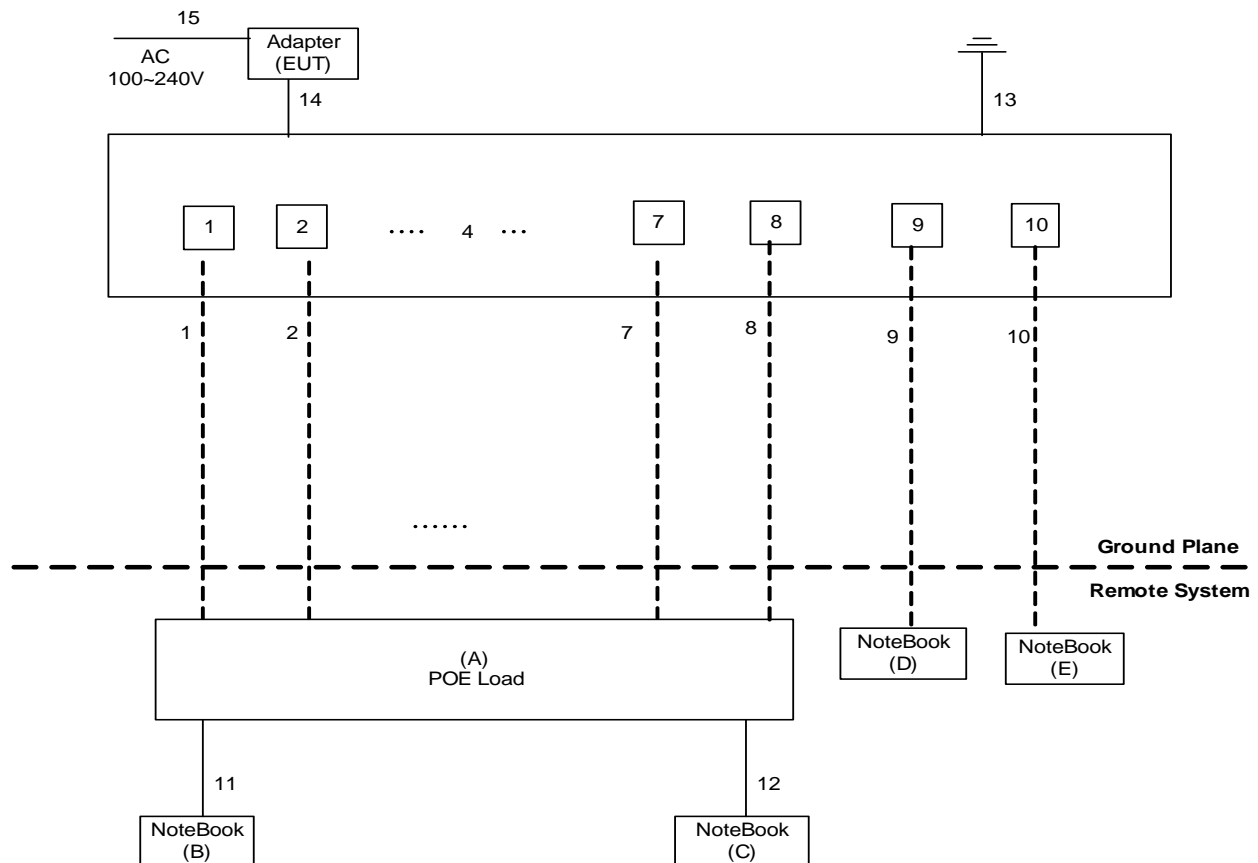 15
Adapter
(EUT)
AC
100~240V
14
13
1
2
.... 4 ...
7
8
9
10
1
2
7
8
9
10
......
Ground Plane
Remote System
(A)
POE Load
NoteBook
(D)
NoteBook
(E)
11
12
NoteBook
(B)
NoteBook
(C)